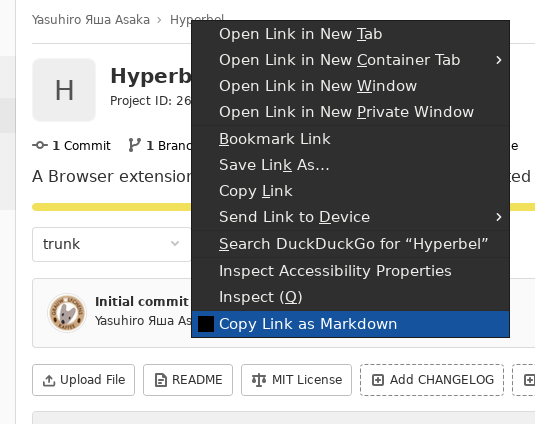 Yasuhiro Яша Asaka › Hyperbel
H
Hyperb
Project ID: 26
1 Commit
1 Branc
e
A Browser extension
ted
trunk
Initial commit
Yasuhiro Яша As
Open Link in New Tab
Open Link in New Container Tab
Open Link in New Window
Open Link in New Private Window
Bookmark Link
Save Link As…
Copy Link
Send Link to Device
Search DuckDuckGo for “Hyperbel”
Inspect Accessibility Properties
Inspect (Q)
Copy Link as Markdown
Upload File
README
MIT License
Add CHANGELOG